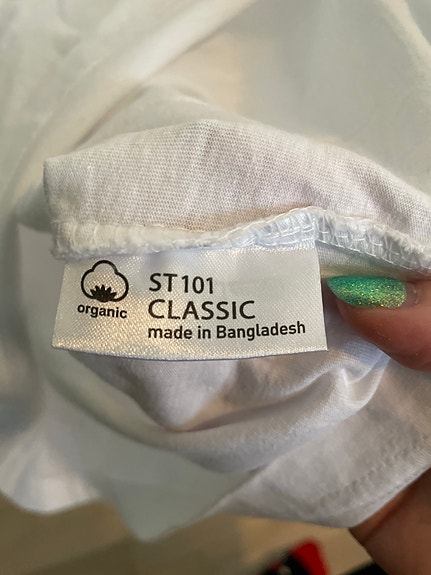 ST 101
CLASSIC
made in Bangladesh
organic